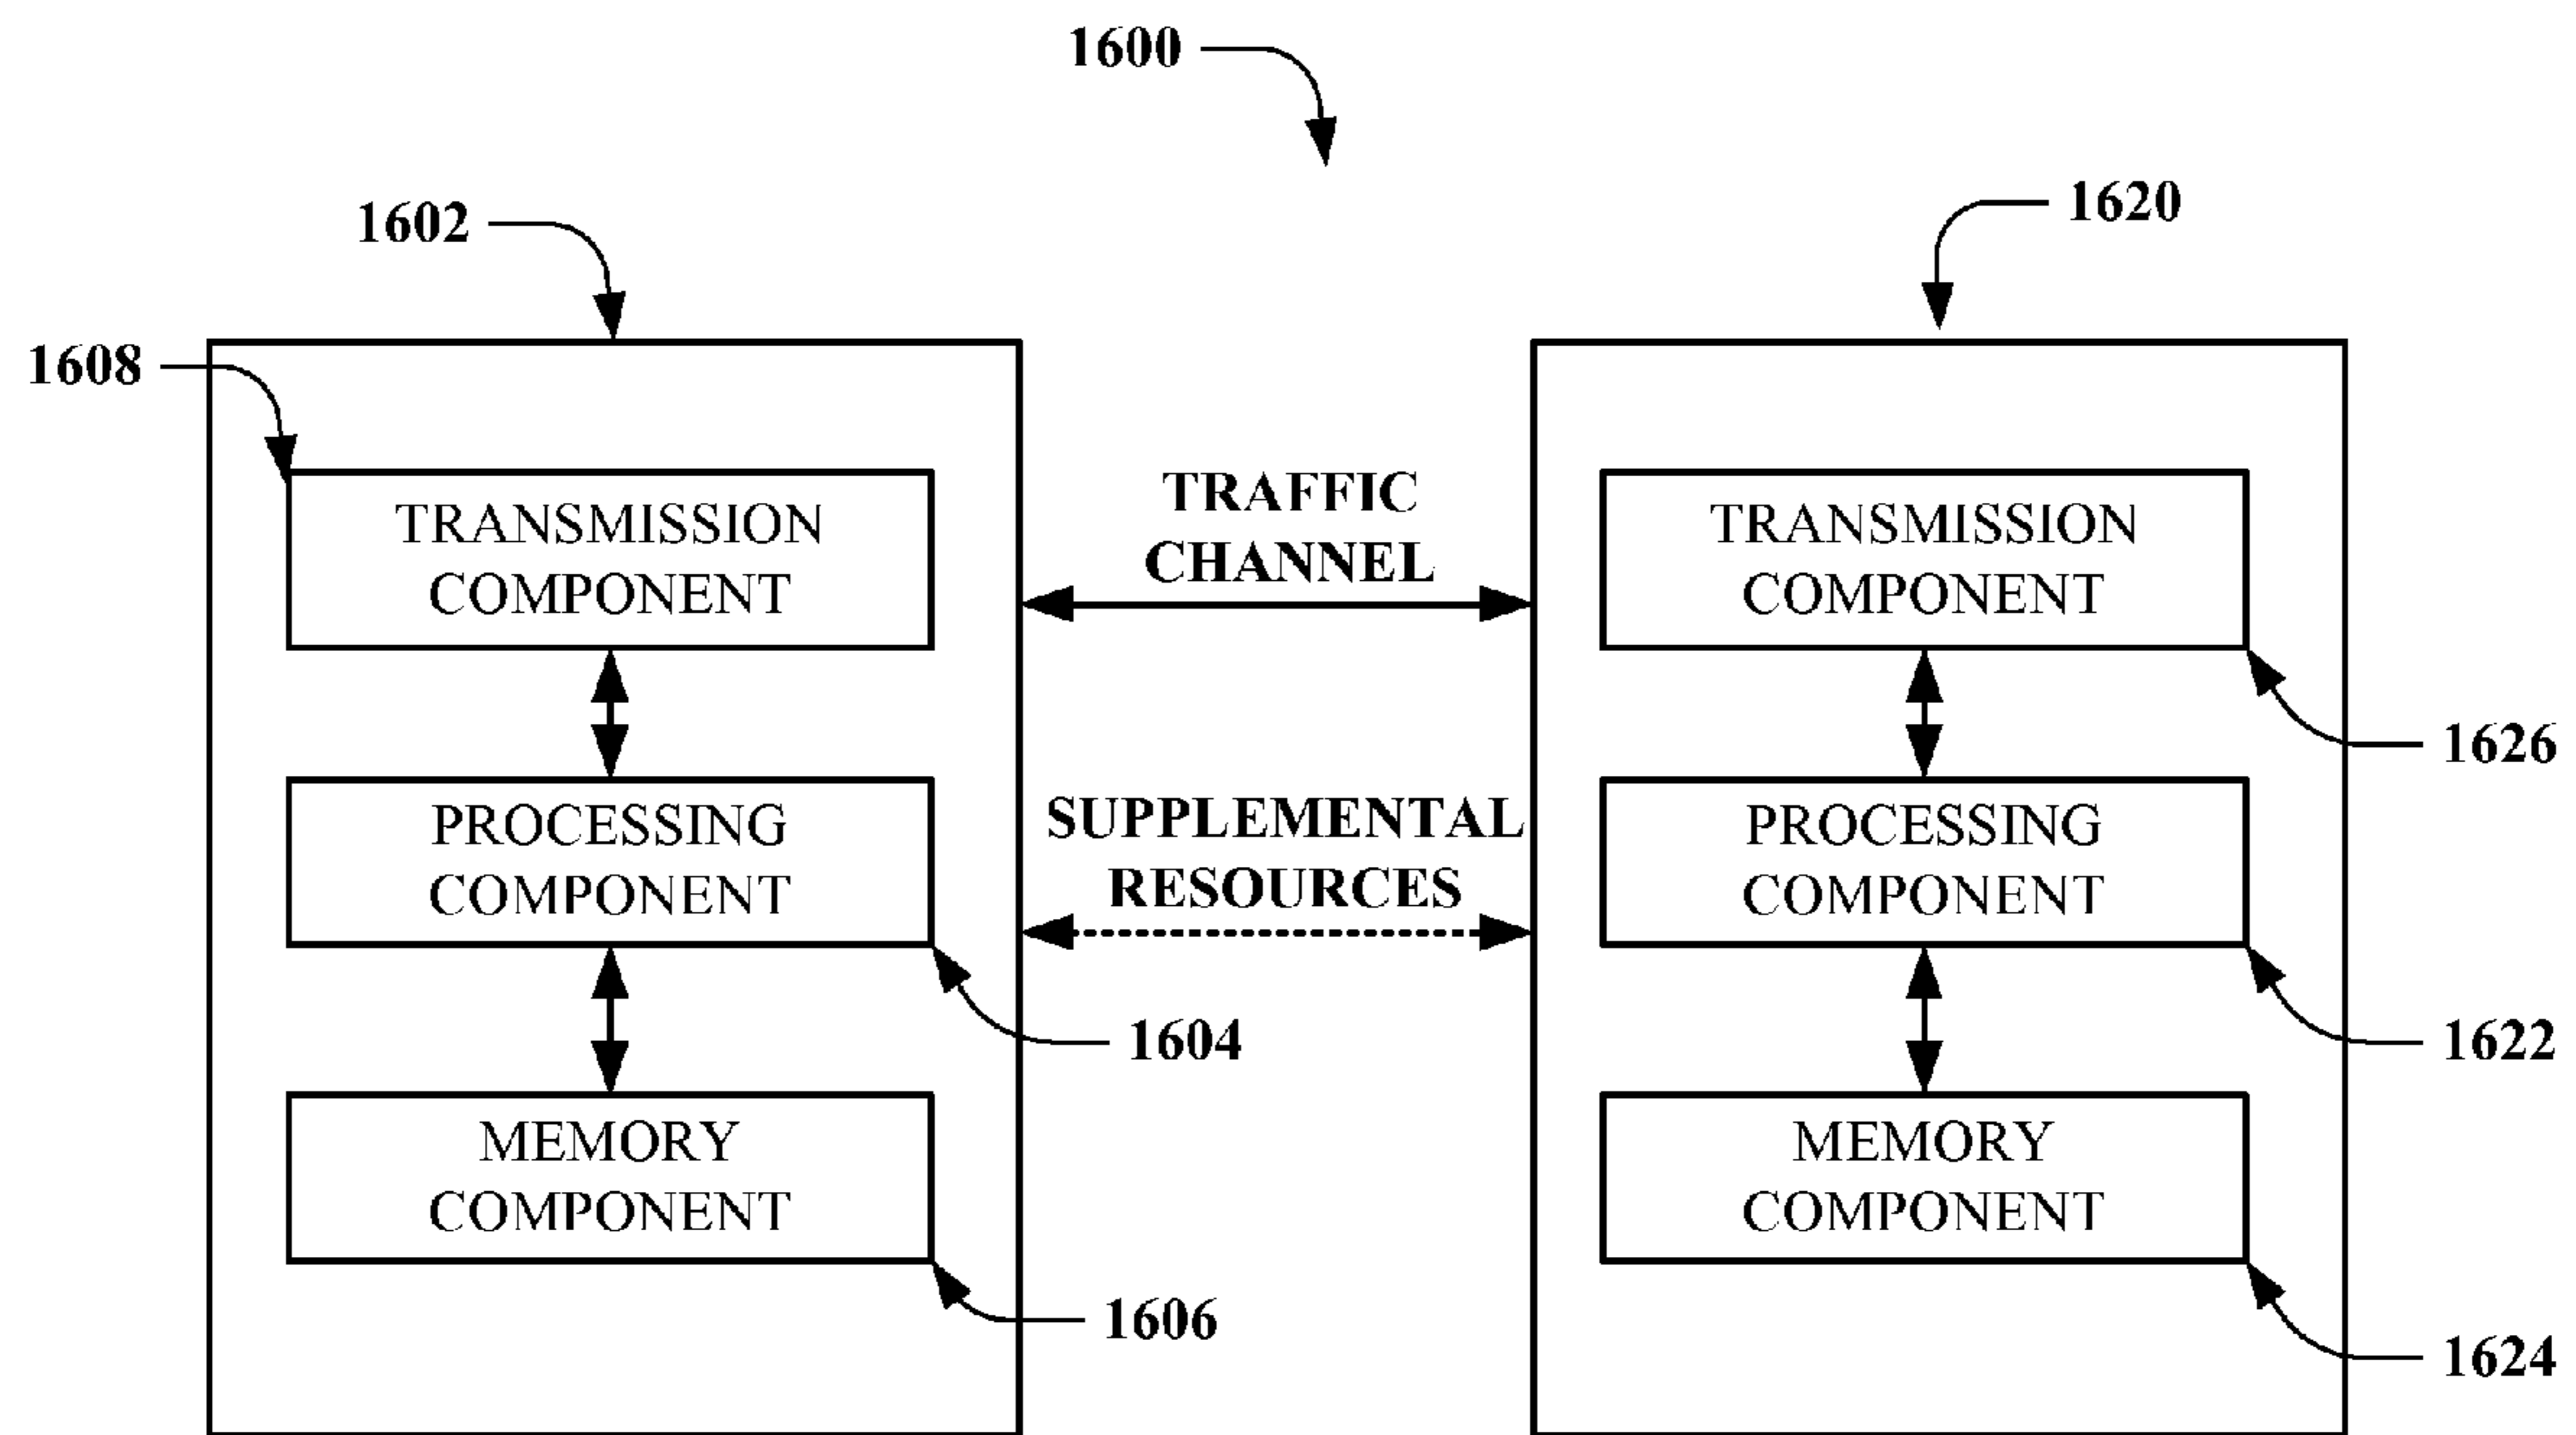 1600
1602
1620
1608
TRANSMISSION
COMPONENT
TRAFFIC
CHANNEL
TRANSMISSION
COMPONENT
1626
PROCESSING
COMPONENT
SUPPLEMENTAL
RESOURCES
PROCESSING
COMPONENT
1604
1622
MEMORY
COMPONENT
MEMORY
COMPONENT
1606
1624